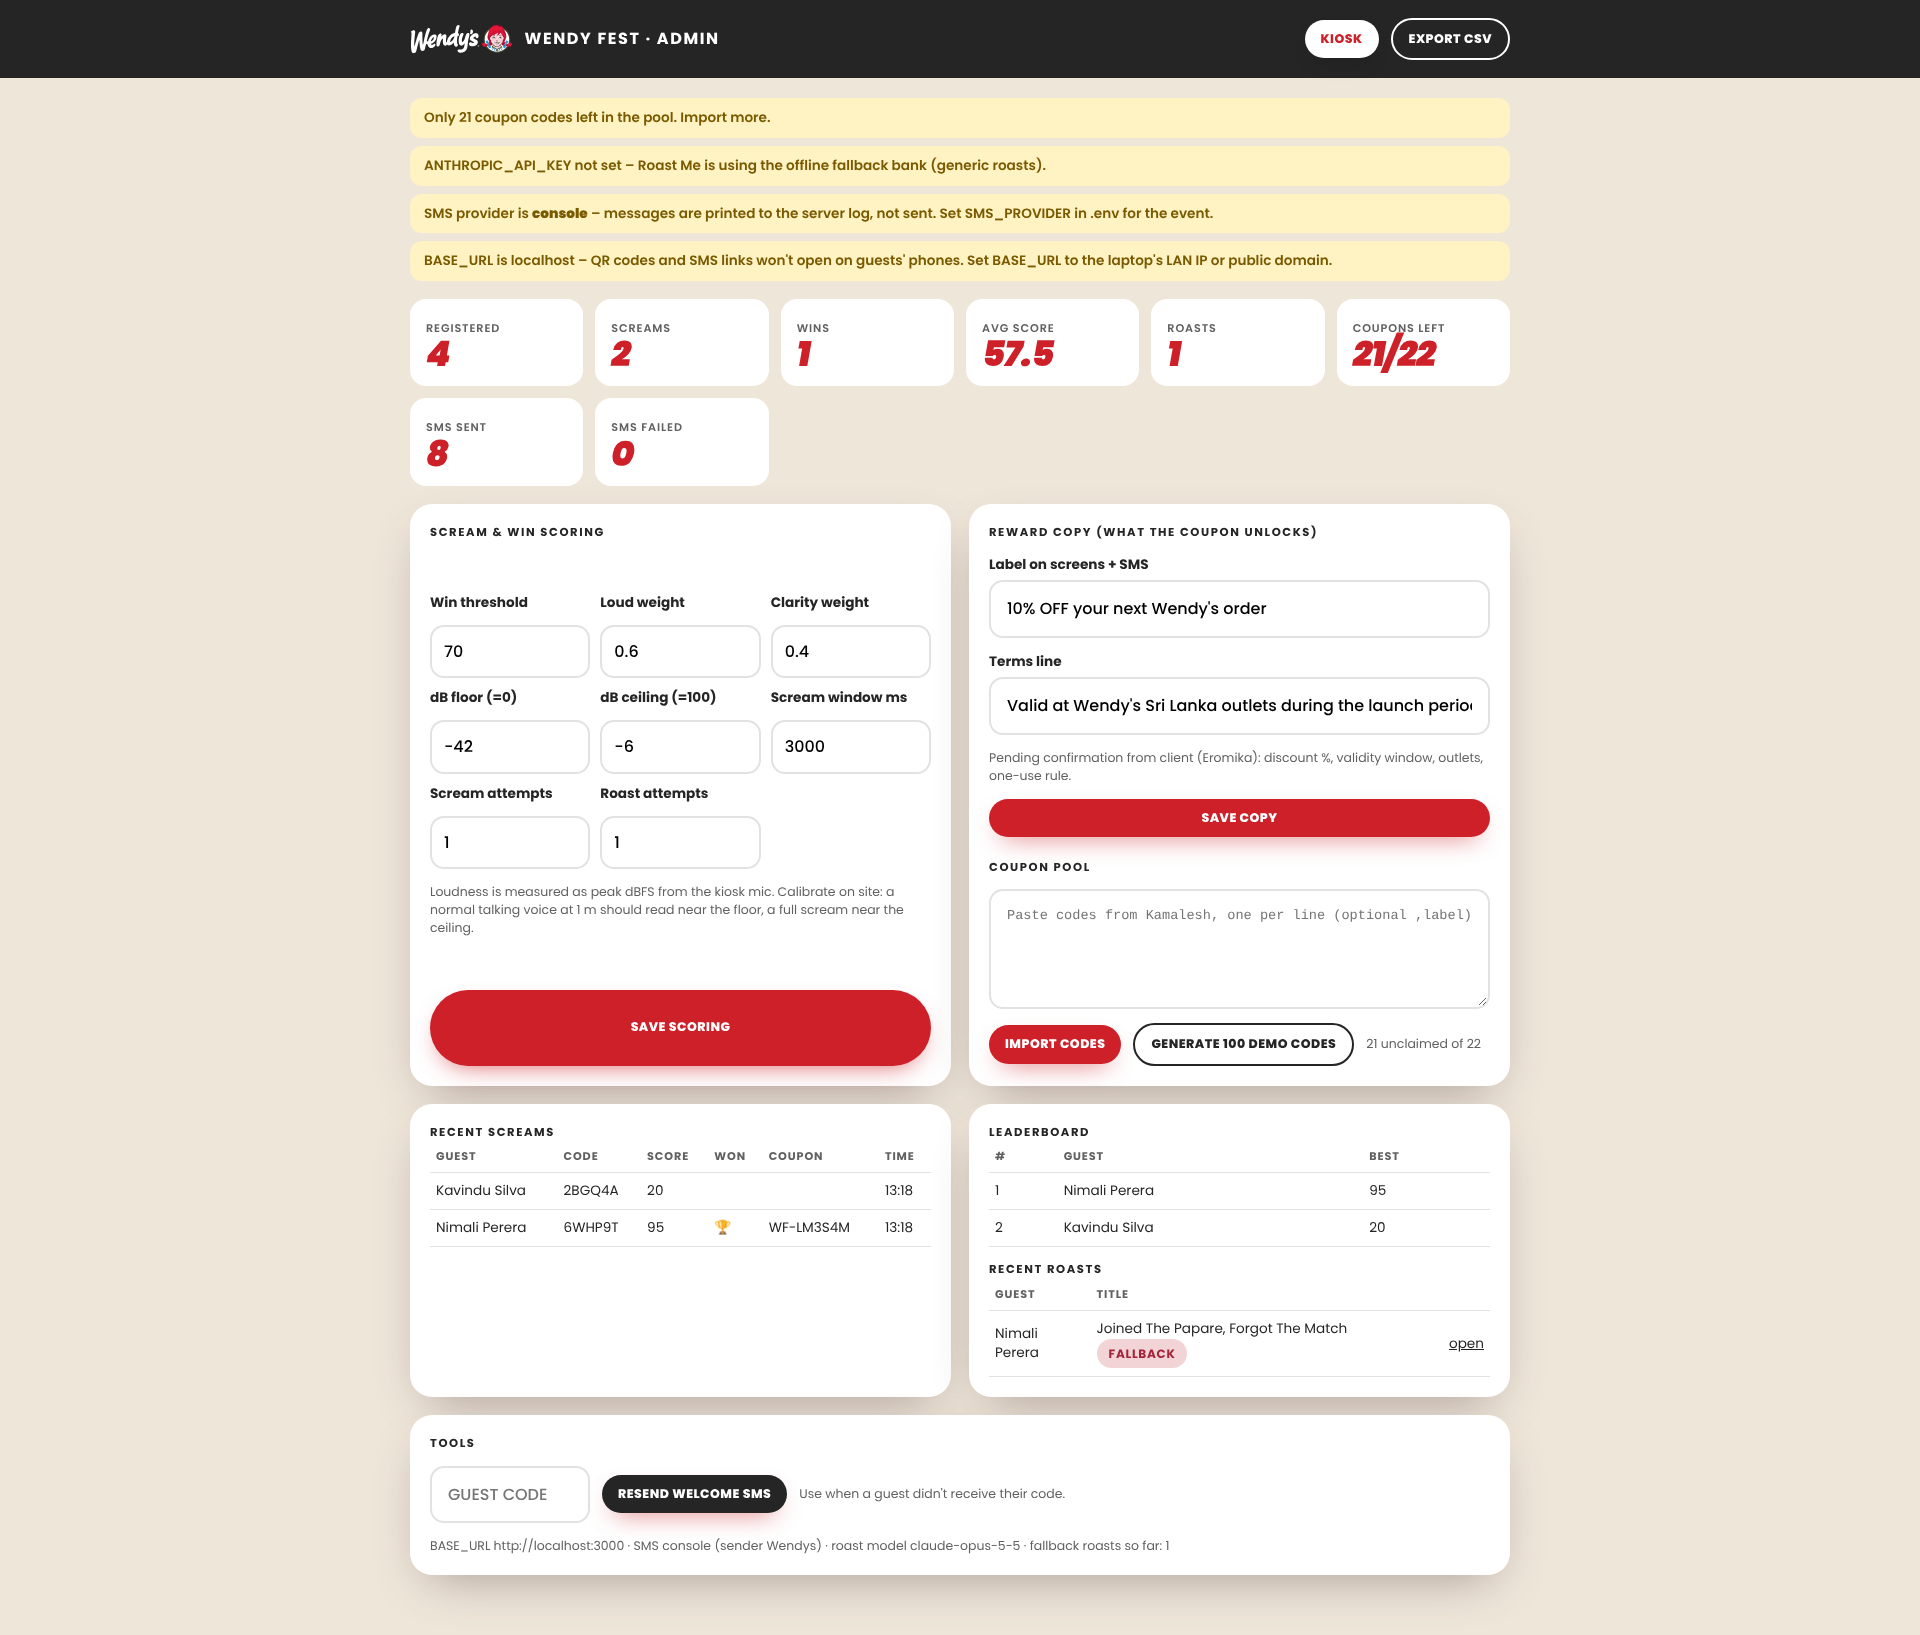 Wendy's WENDY FEST · ADMIN
KIOSK
EXPORT CSV
Only 21 coupon codes left in the pool. Import more.
ANTHROPIC_API_KEY not set – Roast Me is using the offline fallback bank (generic roasts).
SMS provider is console – messages are printed to the server log, not sent. Set SMS_PROVIDER in .env for the event.
BASE_URL is localhost – QR codes and SMS links won't open on guests' phones. Set BASE_URL to the laptop's LAN IP or public domain.
REGISTERED
4
SCREAMS
2
WINS
1
AVG SCORE
57.5
ROASTS
1
COUPONS LEFT
21/22
SMS SENT
8
SMS FAILED
0
SCREAM & WIN SCORING
Win threshold Loud weight Clarity weight
70 0.6 0.4
dB floor (=0) dB ceiling (=100) Scream window ms
-42 -6 3000
Scream attempts Roast attempts
1 1
Loudness is measured as peak dBFS from the kiosk mic. Calibrate on site: a
normal talking voice at 1 m should read near the floor, a full scream near the
ceiling.
SAVE SCORING
REWARD COPY (WHAT THE COUPON UNLOCKS)
Label on screens + SMS
10% OFF your next Wendy's order
Terms line
Valid at Wendy's Sri Lanka outlets during the launch
Pending confirmation from client (Eromika): discount %, validity window, outlets,
one-use rule.
SAVE COPY
COUPON POOL
Paste codes from Kamalesh, one per line (optional ,label)
IMPORT CODES GENERATE 100 DEMO CODES 21 unclaimed of 22
RECENT SCREAMS
GUEST CODE SCORE WON COUPON TIME
Kavindu Silva 2BGQ4A 20 13:18
Nimali Perera 6WHP9T 95 WF-LM3S4M 13:18
LEADERBOARD
# GUEST BEST
1 Nimali Perera 95
2 Kavindu Silva 20
RECENT ROASTS
GUEST TITLE
Nimali
Perera
Joined The Papare, Forgot The Match
FALLBACK
open
TOOLS
GUEST CODE RESEND WELCOME SMS Use when a guest didn't receive their code.
BASE_URL http://localhost:3000 · SMS console (sender Wendys) · roast model claude-opus-5-5 · fallback roasts so far: 1